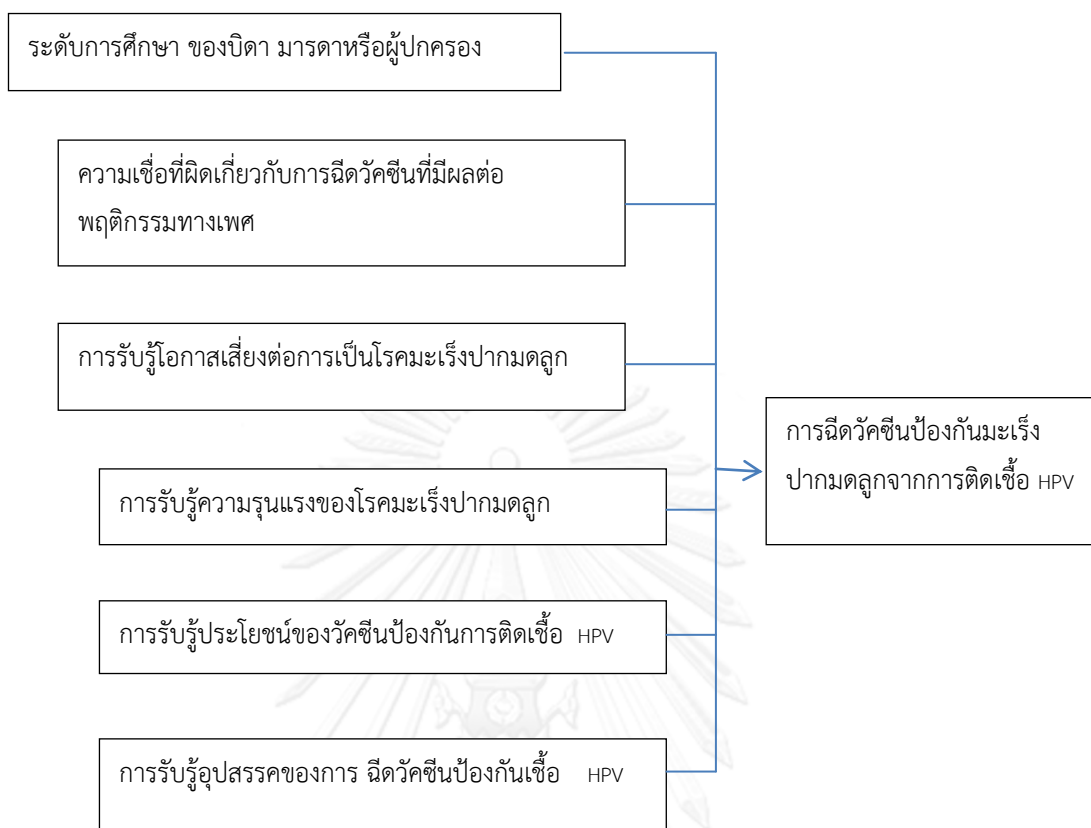 ระดับการศึกษา ของบิดา มารดาหรือผู้ปกครอง
ความเชื่อที่ผิดเกี่ยวกับการฉีดวัคซีนที่มีผลต่อ
พฤติกรรมทางเพศ
การรับรู้โอกาสเสี่ยงต่อการเป็นโรคมะเร็งปากมดลูก
การรับรู้ความรุนแรงของโรคมะเร็งปากมดลูก
การรับรู้ประโยชน์ของวัคซีนป้องกันการติดเชื้อ HPV
การรับรู้อุปสรรคของการ ฉีดวัคซีนป้องกันเชื้อ HPV
การฉีดวัคซีนป้องกันมะเร็ง
ปากมดลูกจากการติดเชื้อ HPV